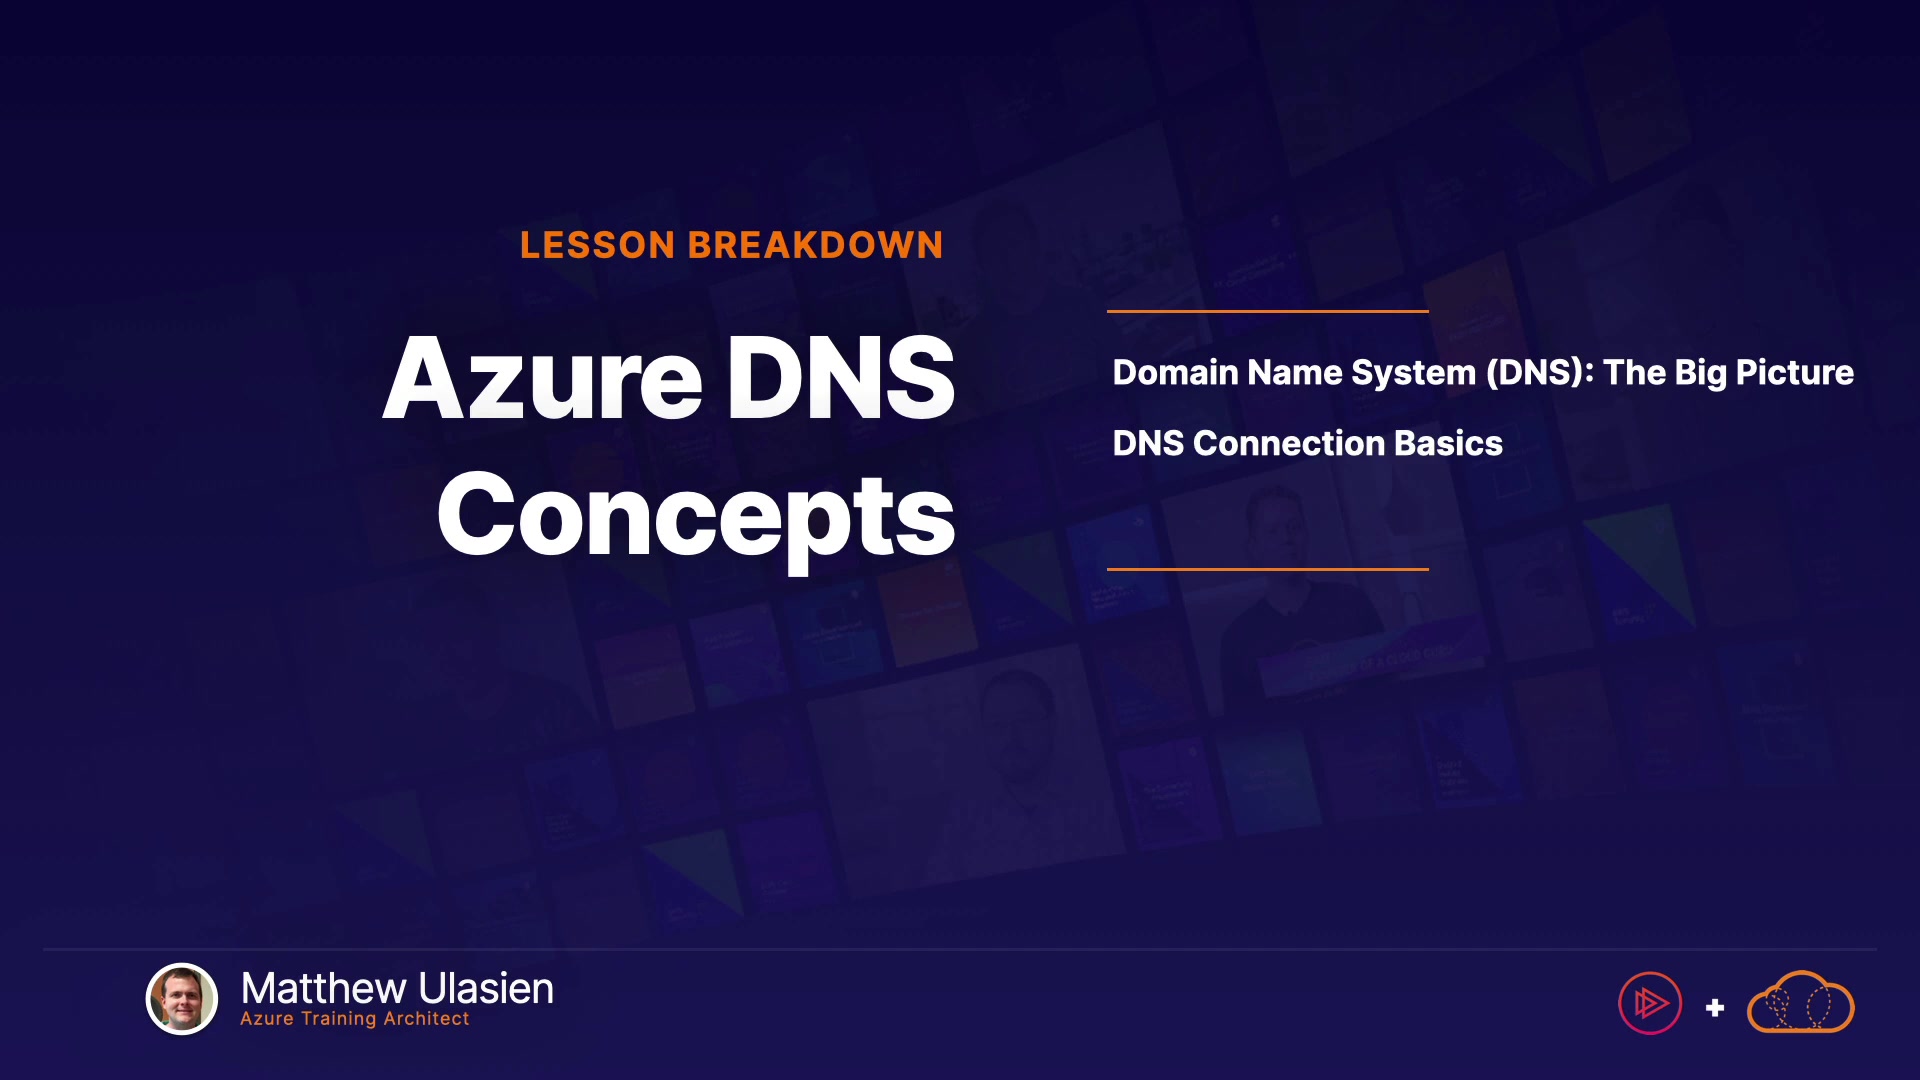 LESSON BREAKDOWN
Azure DNS
Concepts
Domain Name System (DNS): The Big Picture
DNS Connection Basics
Matthew Ulasien
Azure Training Architect
+